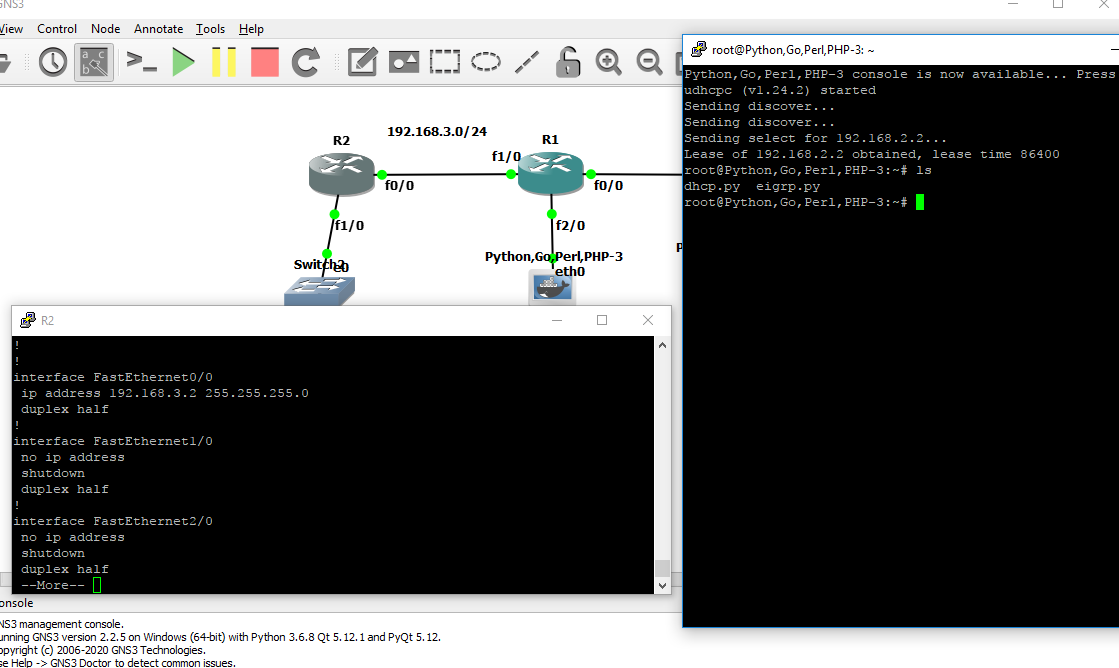 GNS3
View Control Node Annotate Tools Help
192.168.3.0/24
R2
R1
f1/0
f0/0
f0/0
f1/0
f2/0
Switch2
e0
Python,Go,Perl,PHP-3
eth0
root@Python,Go,Perl,PHP-3: ~
Python,Go,Perl,PHP-3 console is now available... Press
udhcpc (v1.24.2) started
Sending discover...
Sending discover...
Sending select for 192.168.2.2...
Lease of 192.168.2.2 obtained, lease time 86400
root@Python,Go,Perl,PHP-3:~# ls
dhcp.py  eigrp.py
root@Python,Go,Perl,PHP-3:~#
R2
!
!
interface FastEthernet0/0
 ip address 192.168.3.2 255.255.255.0
 duplex half
!
interface FastEthernet1/0
 no ip address
 shutdown
 duplex half
!
interface FastEthernet2/0
 no ip address
 shutdown
 duplex half
 --More--
onsole
NS3 management console.
unning GNS3 version 2.2.5 on Windows (64-bit) with Python 3.6.8 Qt 5.12.1 and PyQt 5.12.
opyright (c) 2006-2020 GNS3 Technologies.
se Help -> GNS3 Doctor to detect common issues.